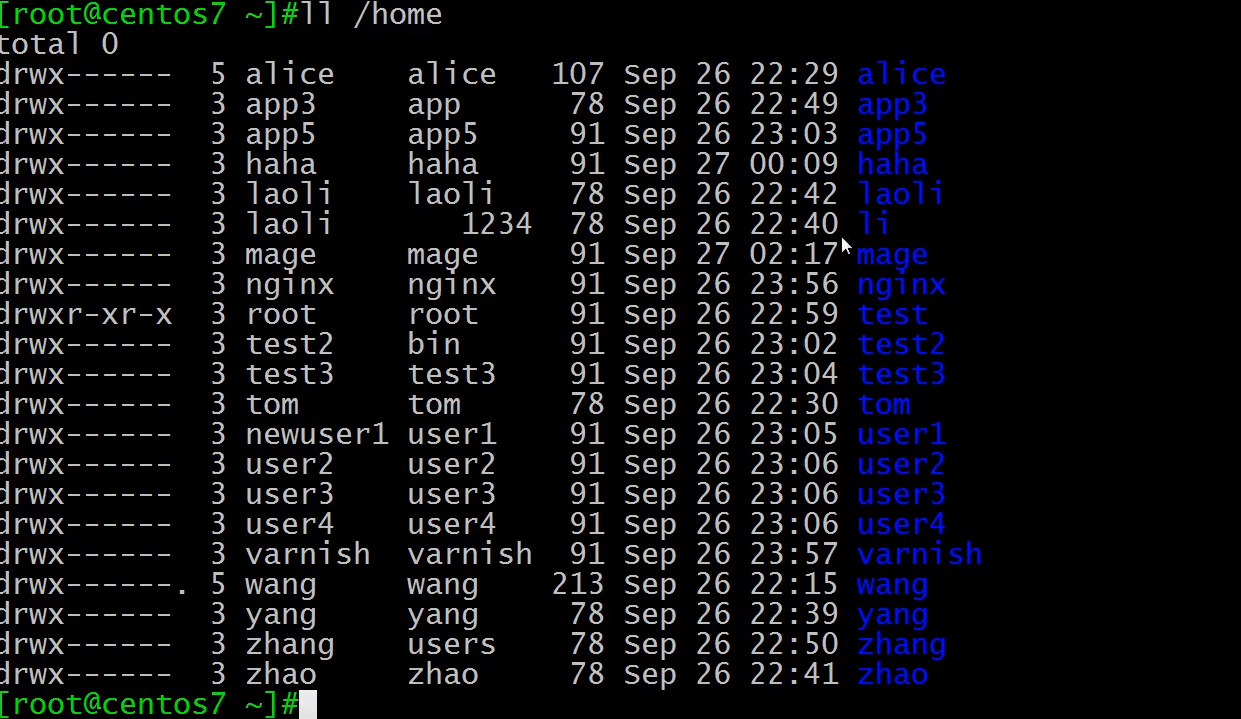 [root@centos7 ~]#ll /home
total 0
drwx------  5 alice    alice   107 Sep 26 22:29 alice
drwx------  3 app3     app      78 Sep 26 22:49 app3
drwx------  3 app5     app5     91 Sep 26 23:03 app5
drwx------  3 haha     haha     91 Sep 27 00:09 haha
drwx------  3 laoli    laoli    78 Sep 26 22:42 laoli
drwx------  3 laoli       1234  78 Sep 26 22:40 li
drwx------  3 mage     mage     91 Sep 27 02:17 mage
drwx------  3 nginx    nginx    91 Sep 26 23:56 nginx
drwxr-xr-x  3 root     root     91 Sep 26 22:59 test
drwx------  3 test2    bin      91 Sep 26 23:02 test2
drwx------  3 test3    test3    91 Sep 26 23:04 test3
drwx------  3 tom      tom      78 Sep 26 22:30 tom
drwx------  3 newuser1 user1    91 Sep 26 23:05 user1
drwx------  3 user2    user2    91 Sep 26 23:06 user2
drwx------  3 user3    user3    91 Sep 26 23:06 user3
drwx------  3 user4    user4    91 Sep 26 23:06 user4
drwx------  3 varnish  varnish  91 Sep 26 23:57 varnish
drwx------. 5 wang     wang    213 Sep 26 22:15 wang
drwx------  3 yang     yang     78 Sep 26 22:39 yang
drwx------  3 zhang    users    78 Sep 26 22:50 zhang
drwx------  3 zhao     zhao     78 Sep 26 22:41 zhao
[root@centos7 ~]#